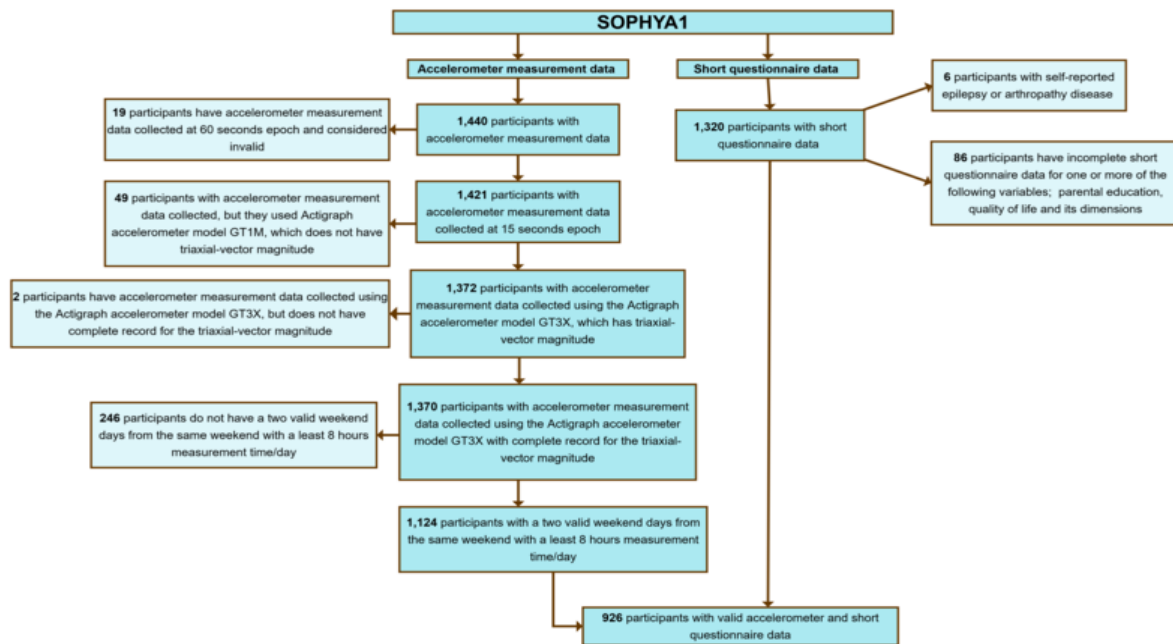 SOPHYA1
Accelerometer measurement data
Short questionnaire data
6 participants with self-reported
epilepsy or arthropathy disease
19 participants have accelerometer measurement
data collected at 60 seconds epoch and considered
invalid
1,440 participants with
accelerometer measurement
data
1,320 participants with short
questionnaire data
86 participants have incomplete short
questionnaire data for one or more of the
following variables; parental education,
quality of life and its dimensions
49 participants with accelerometer measurement
data collected, but they used Actigraph
accelerometer model GT1M, which does not have
triaxial-vector magnitude
1,421 participants with
accelerometer measurement
data collected at 15 seconds
epoch
2 participants have accelerometer measurement data collected using
the Actigraph accelerometer model GT3X, but does not have
complete record for the triaxial-vector magnitude
1,372 participants with accelerometer
measurement data collected using the Actigraph
accelerometer model GT3X, which has triaxial-
vector magnitude
246 participants do not have a two valid weekend
days from the same weekend with a least 8 hours
measurement time/day
1,370 participants with accelerometer measurement
data collected using the Actigraph accelerometer
model GT3X with complete record for the triaxial-
vector magnitude
1,124 participants with a two valid weekend days from
the same weekend with a least 8 hours measurement
time/day
926 participants with valid accelerometer and short
questionnaire data